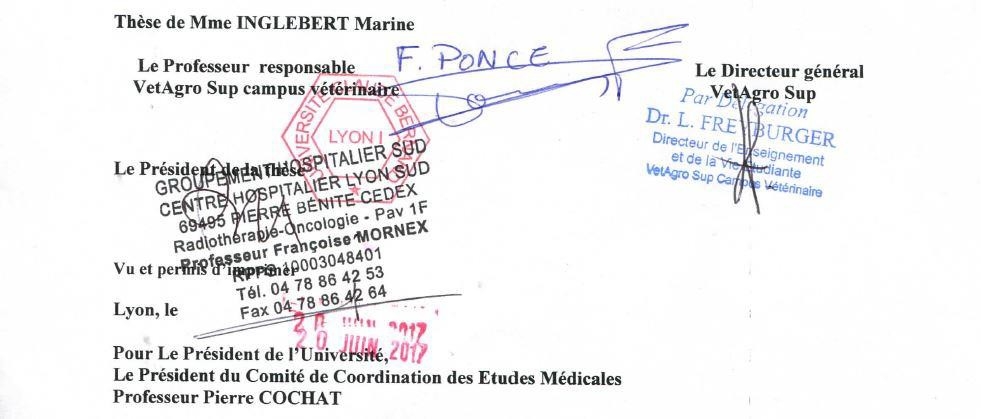 Thèse de Mme INGLEBERT Marine
F. PONCE
Le Professeur responsable
VetAgro Sup campus vétérinaire
Le Directeur général
VetAgro Sup
Par Délégation
Dr. L. FREYBURGER
Directeur de l'Enseignement
et de la Vie Etudiante
VetAgro Sup Campus Vétérinaire
UNIVERSITE CLAUDE BERNARD
LYON I
Le Président de la thèse
GROUPEMENT HOSPITALIER SUD
CENTRE HOSPITALIER LYON SUD
69495 PIERRE BÉNITE CEDEX
Radiothérapie-Oncologie - Pav 1F
Professeur Françoise MORNEX
RPPS 10003048401
Tél. 04 78 86 42 53
Fax 04 78 86 42 64
Vu et permis d'imprimer
Lyon, le
20 JUIN 2017
20 JUIN 2017
Pour Le Président de l'Université,
Le Président du Comité de Coordination des Etudes Médicales
Professeur Pierre COCHAT